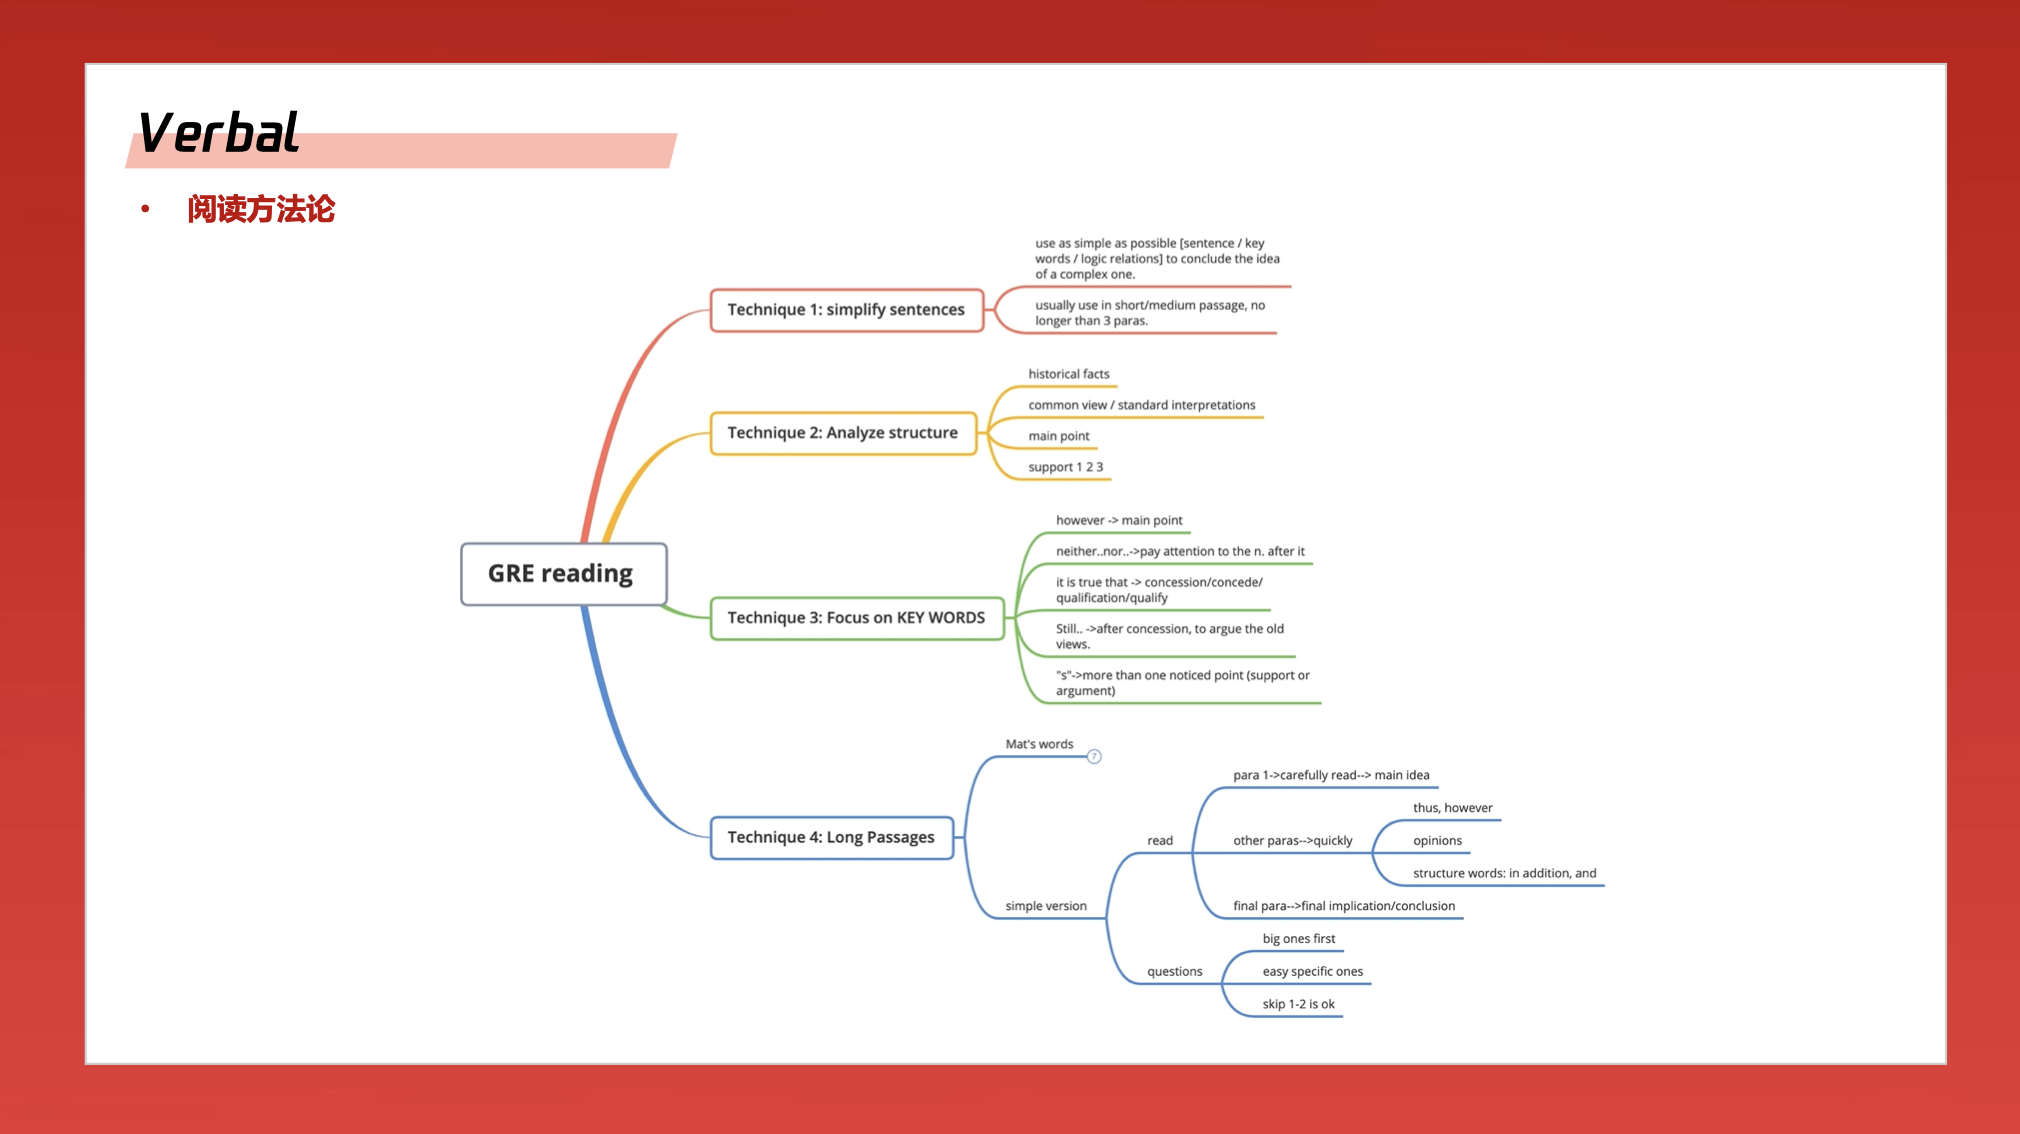 Verbal
• 阅读方法论
GRE reading
Technique 1: simplify sentences
use as simple as possible [sentence / key
words / logic relations] to conclude the idea
of a complex one.
usually use in short/medium passage, no
longer than 3 paras.
Technique 2: Analyze structure
historical facts
common view / standard interpretations
main point
support 1 2 3
Technique 3: Focus on KEY WORDS
however -> main point
neither..nor..->pay attention to the n. after it
it is true that -> concession/concede/
qualification/qualify
Still.. ->after concession, to argue the old
views.
"s"->more than one noticed point (support or
argument)
Technique 4: Long Passages
Mat's words
7
simple version
read
para 1->carefully read--> main idea
other paras-->quickly
thus, however
opinions
structure words: in addition, and
final para-->final implication/conclusion
questions
big ones first
easy specific ones
skip 1-2 is ok